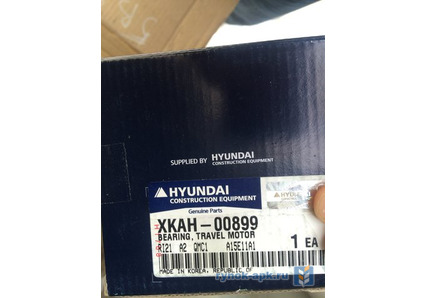 SUPPLIED BY HYUNDAI
CONSTRUCTION EQUIPMENT
HYUNDAI
CONSTRUCTION EQUIPMENT
Genuine Parts
XKAH-00899
BEARING, TRAVEL MOTOR
R121 A2 QMC1 A15E11A1
1 EA
MADE IN KOREA, REPUBLIC OF